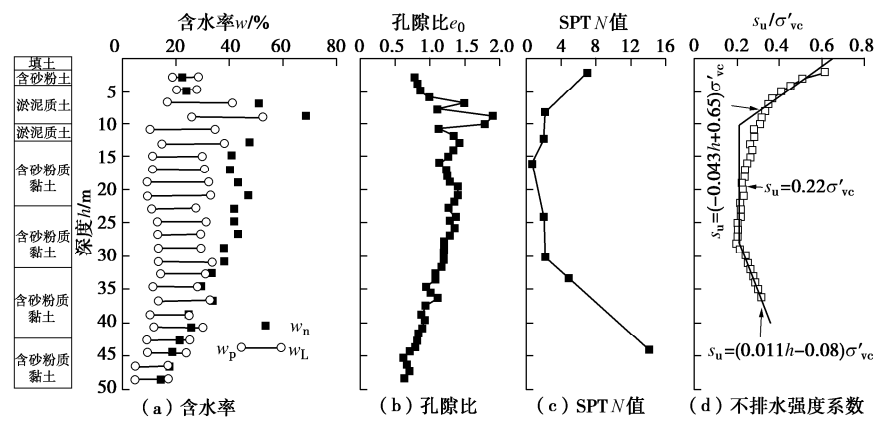 含水率w/%
孔隙比e₀
SPT N值
sᵤ/σ′ᵥc
0 20 40 60 80
0 0.5 1.0 1.5 2.0
0 4 8 12 16
0 0.2 0.4 0.6 0.8
填土
含砂粉土
淤泥质土
淤泥质土
含砂粉质
黏土
含砂粉质
黏土
含砂粉质
黏土
含砂粉质
黏土
深度h/m
5
10
15
20
25
30
35
40
45
50
wₙ
wₚ
w_L
sᵤ=(−0.043h+0.65)σ′ᵥc
sᵤ=0.22σ′ᵥc
sᵤ=(0.011h−0.08)σ′ᵥc
（a）含水率
（b）孔隙比
（c）SPT N值
（d）不排水强度系数